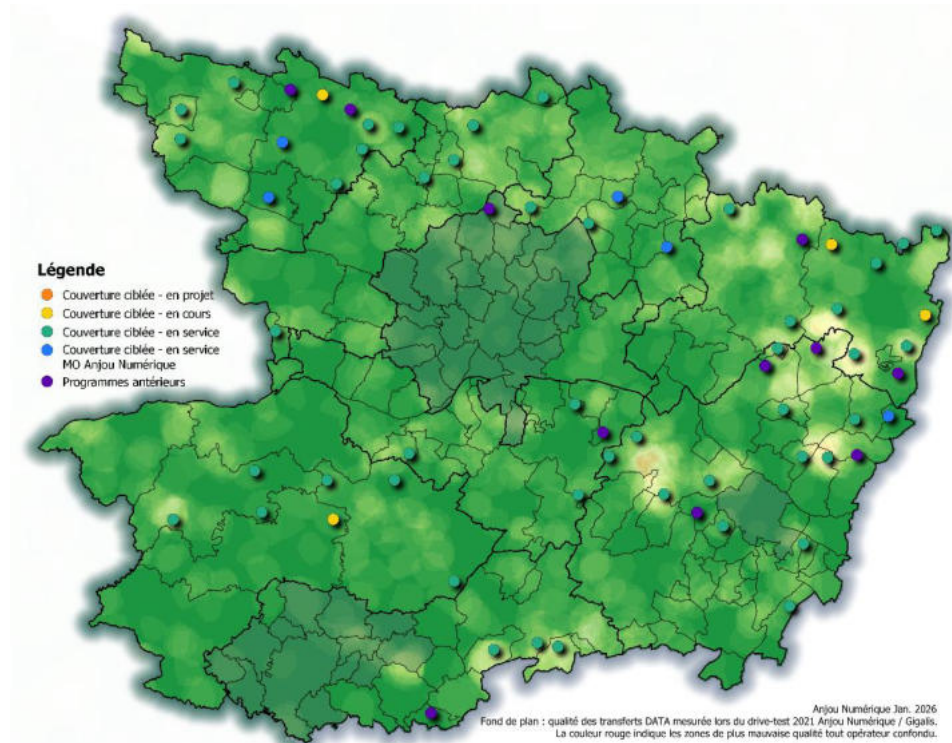 Légende
Couverture ciblée - en projet
Couverture ciblée - en cours
Couverture ciblée - en service
Couverture ciblée - en service
MO Anjou Numérique
Programmes antérieurs
Anjou Numérique Jan. 2026
Fond de plan : qualité des transferts DATA mesurée lors du drive-test 2021 Anjou Numérique / Gigalis.
La couleur rouge indique les zones de plus mauvaise qualité tout opérateur confondu.